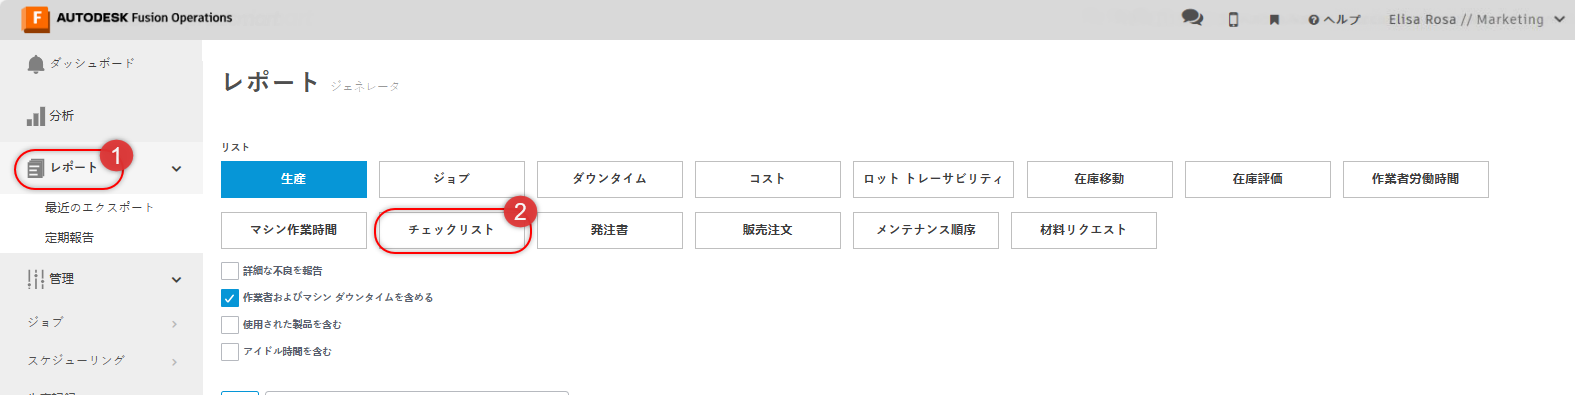 AUTODESK Fusion Operations
ヘルプ
Elisa Rosa // Marketing
ダッシュボード
分析
レポート
1
最近のエクスポート
定期報告
管理
ジョブ
スケジューリング
レポート ジェネレータ
リスト
生産 ジョブ ダウンタイム コスト ロット トレーサビリティ 在庫移動 在庫評価 作業者労働時間
マシン作業時間 チェックリスト 2 発注書 販売注文 メンテナンス順序 材料リクエスト
詳細な不良を報告
作業者およびマシン ダウンタイムを含める
使用された製品を含む
アイドル時間を含む